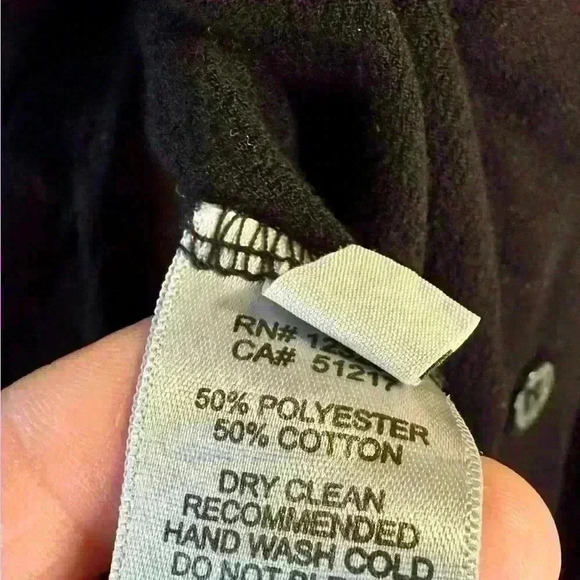 RN#
CA# 51217
50% POLYESTER
50% COTTON
DRY CLEAN
RECOMMENDED
HAND WASH COLD
DO NOT